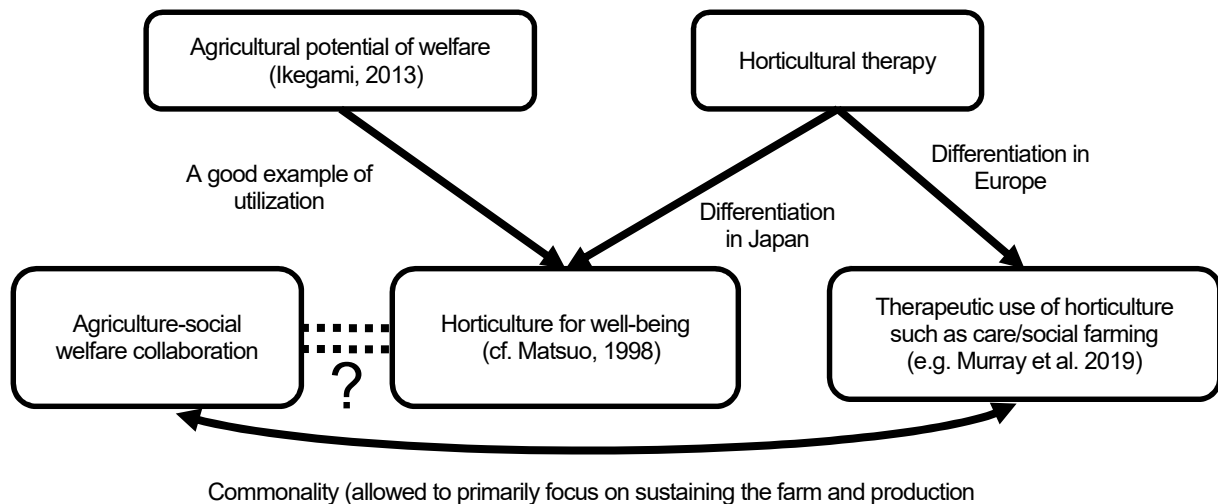 Agricultural potential of welfare
(Ikegami, 2013)
Horticultural therapy
A good example of
utilization
Differentiation
in Japan
Differentiation in
Europe
Agriculture-social
welfare collaboration
?
Horticulture for well-being
(cf. Matsuo, 1998)
Therapeutic use of horticulture
such as care/social farming
(e.g. Murray et al. 2019)
Commonality (allowed to primarily focus on sustaining the farm and production